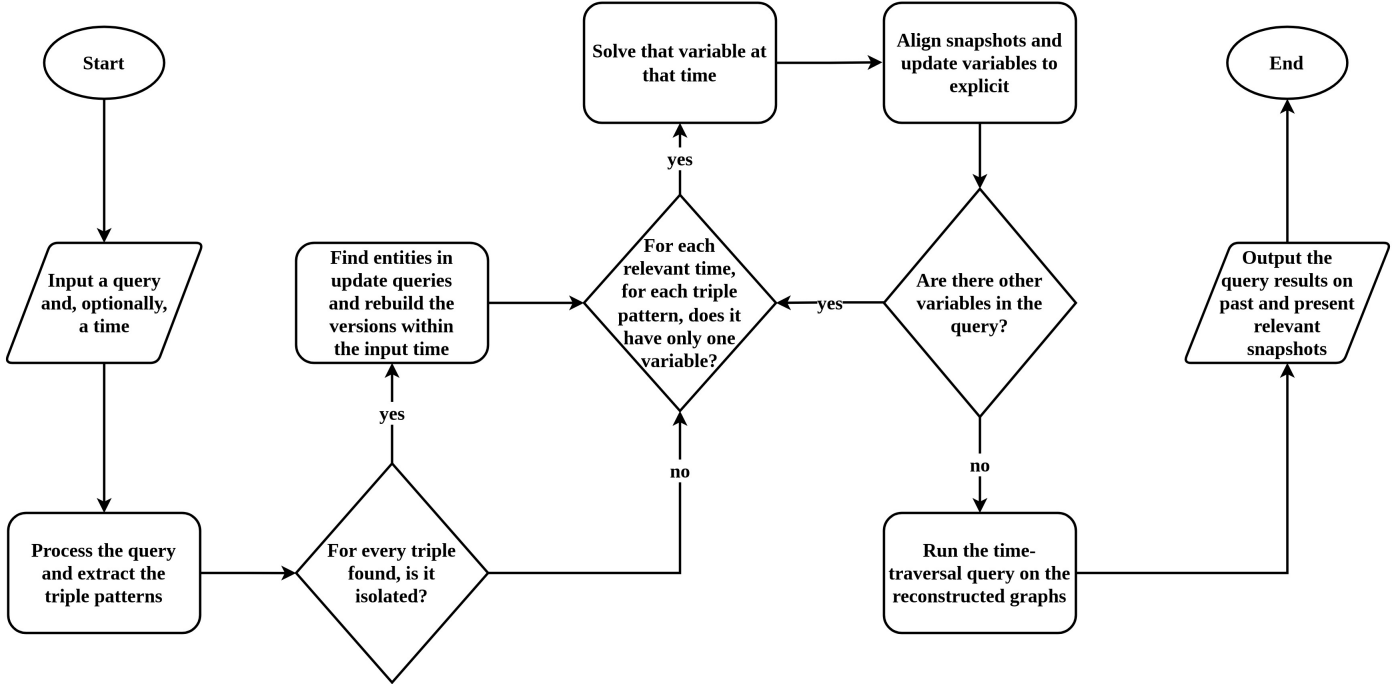 Start
Input a query
and, optionally,
a time
Process the query
and extract the
triple patterns
For every triple
found, is it
isolated?
yes
no
Find entities in
update queries
and rebuild the
versions within
the input time
For each
relevant time,
for each triple
pattern, does it
have only one
variable?
yes
Solve that variable at
that time
Align snapshots and
update variables to
explicit
Are there other
variables in the
query?
yes
no
Run the time-
traversal query on the
reconstructed graphs
Output the
query results on
past and present
relevant
snapshots
End